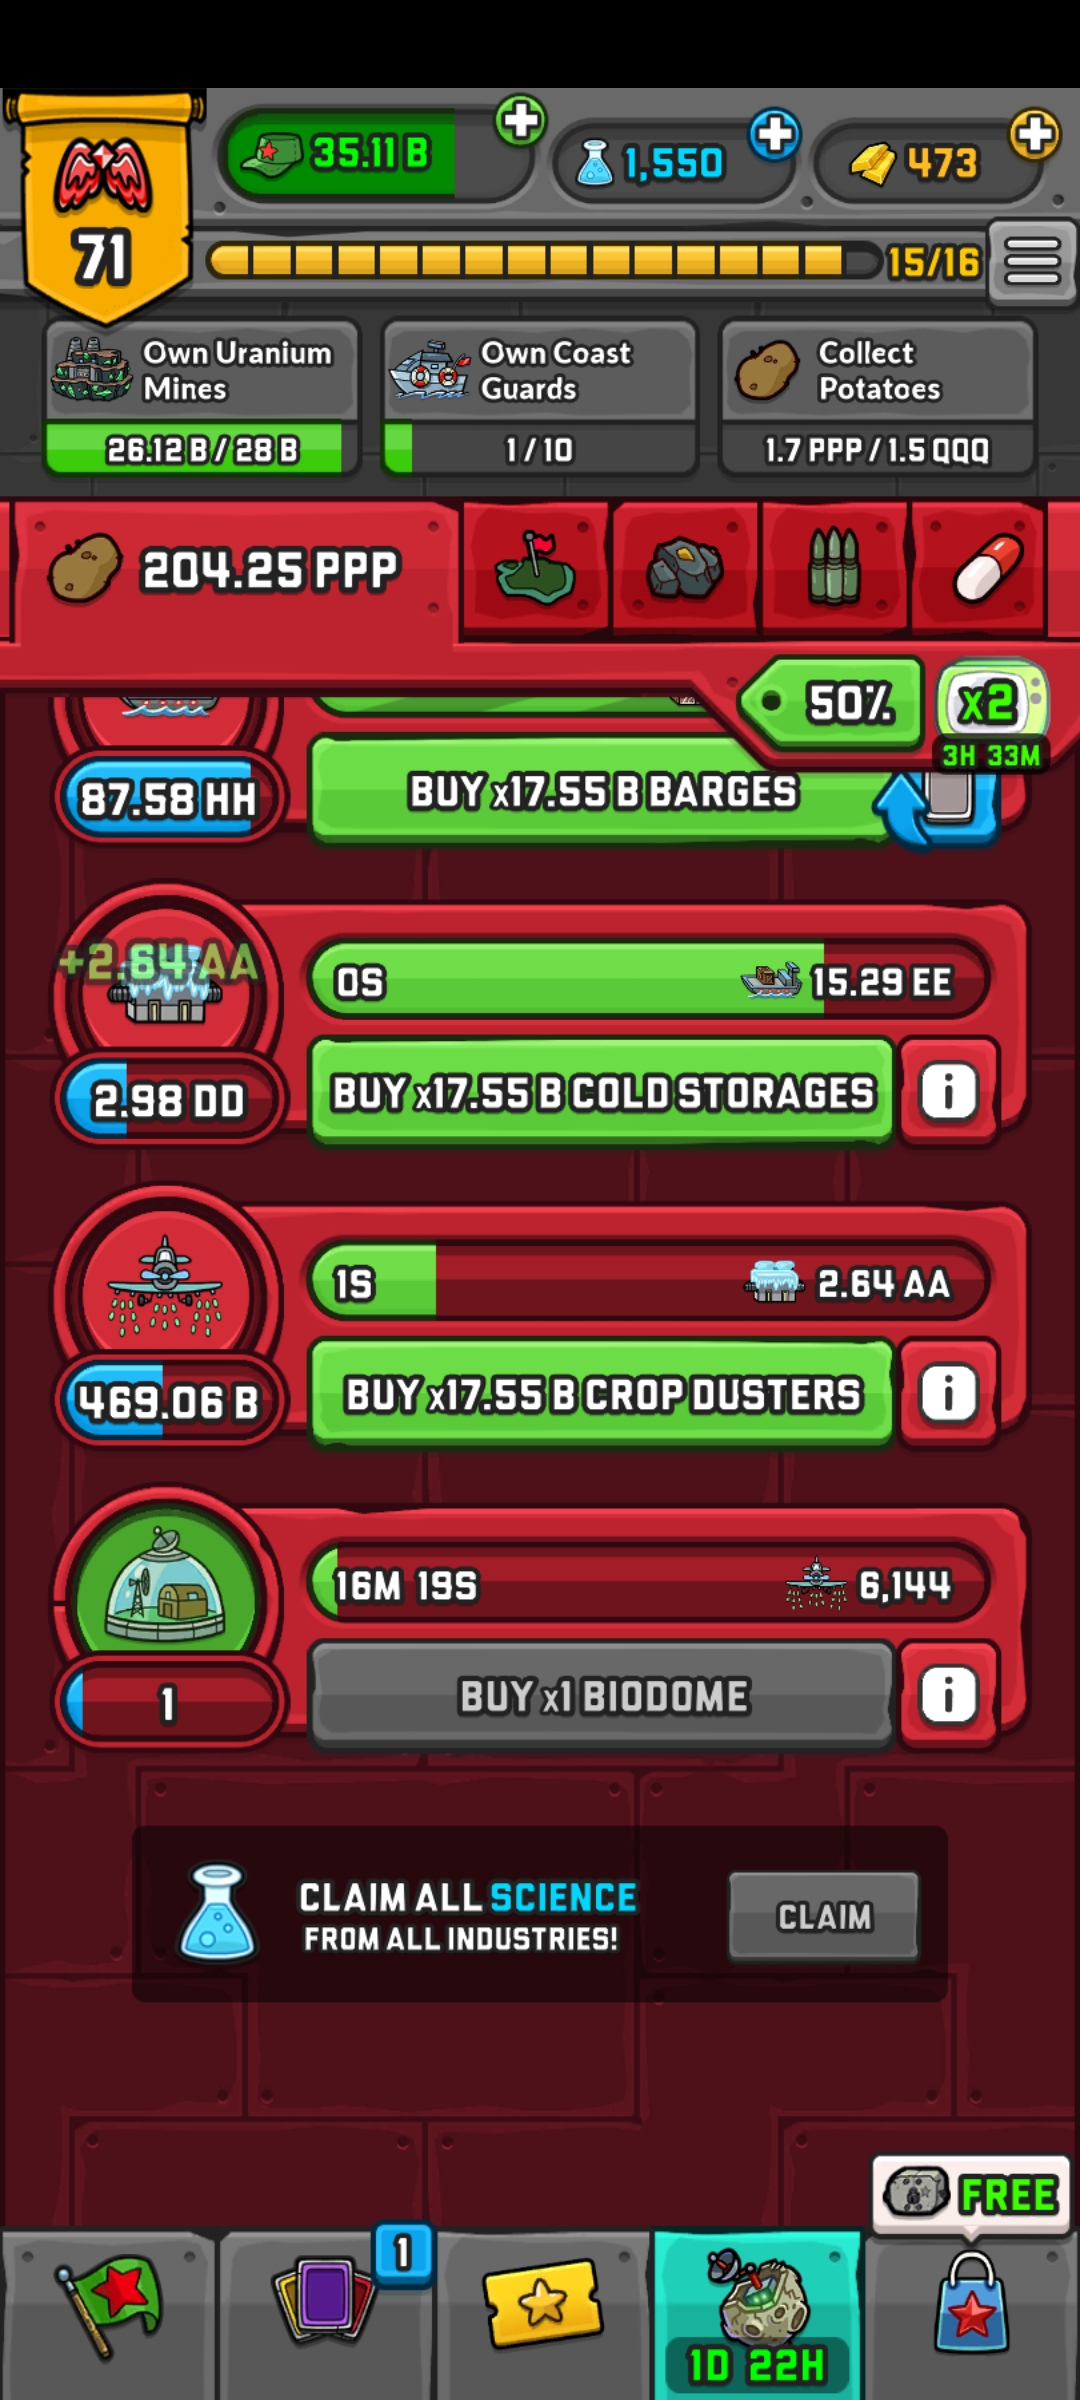 35.11 B
1,550
473
71
15/16
Own Uranium
Mines
26.12 B / 28 B
Own Coast
Guards
1 / 10
Collect
Potatoes
1.7 PPP / 1.5 QQQ
204.25 PPP
50%
x2
3H 33M
87.58 HH
BUY x17.55 B BARGES
+2.64 AA
0S
15.29 EE
2.98 DD
BUY x17.55 B COLD STORAGES
i
1S
2.64 AA
469.06 B
BUY x17.55 B CROP DUSTERS
i
16M 19S
6,144
1
BUY x1 BIODOME
i
CLAIM ALL SCIENCE
FROM ALL INDUSTRIES!
CLAIM
FREE
1
1D 22H